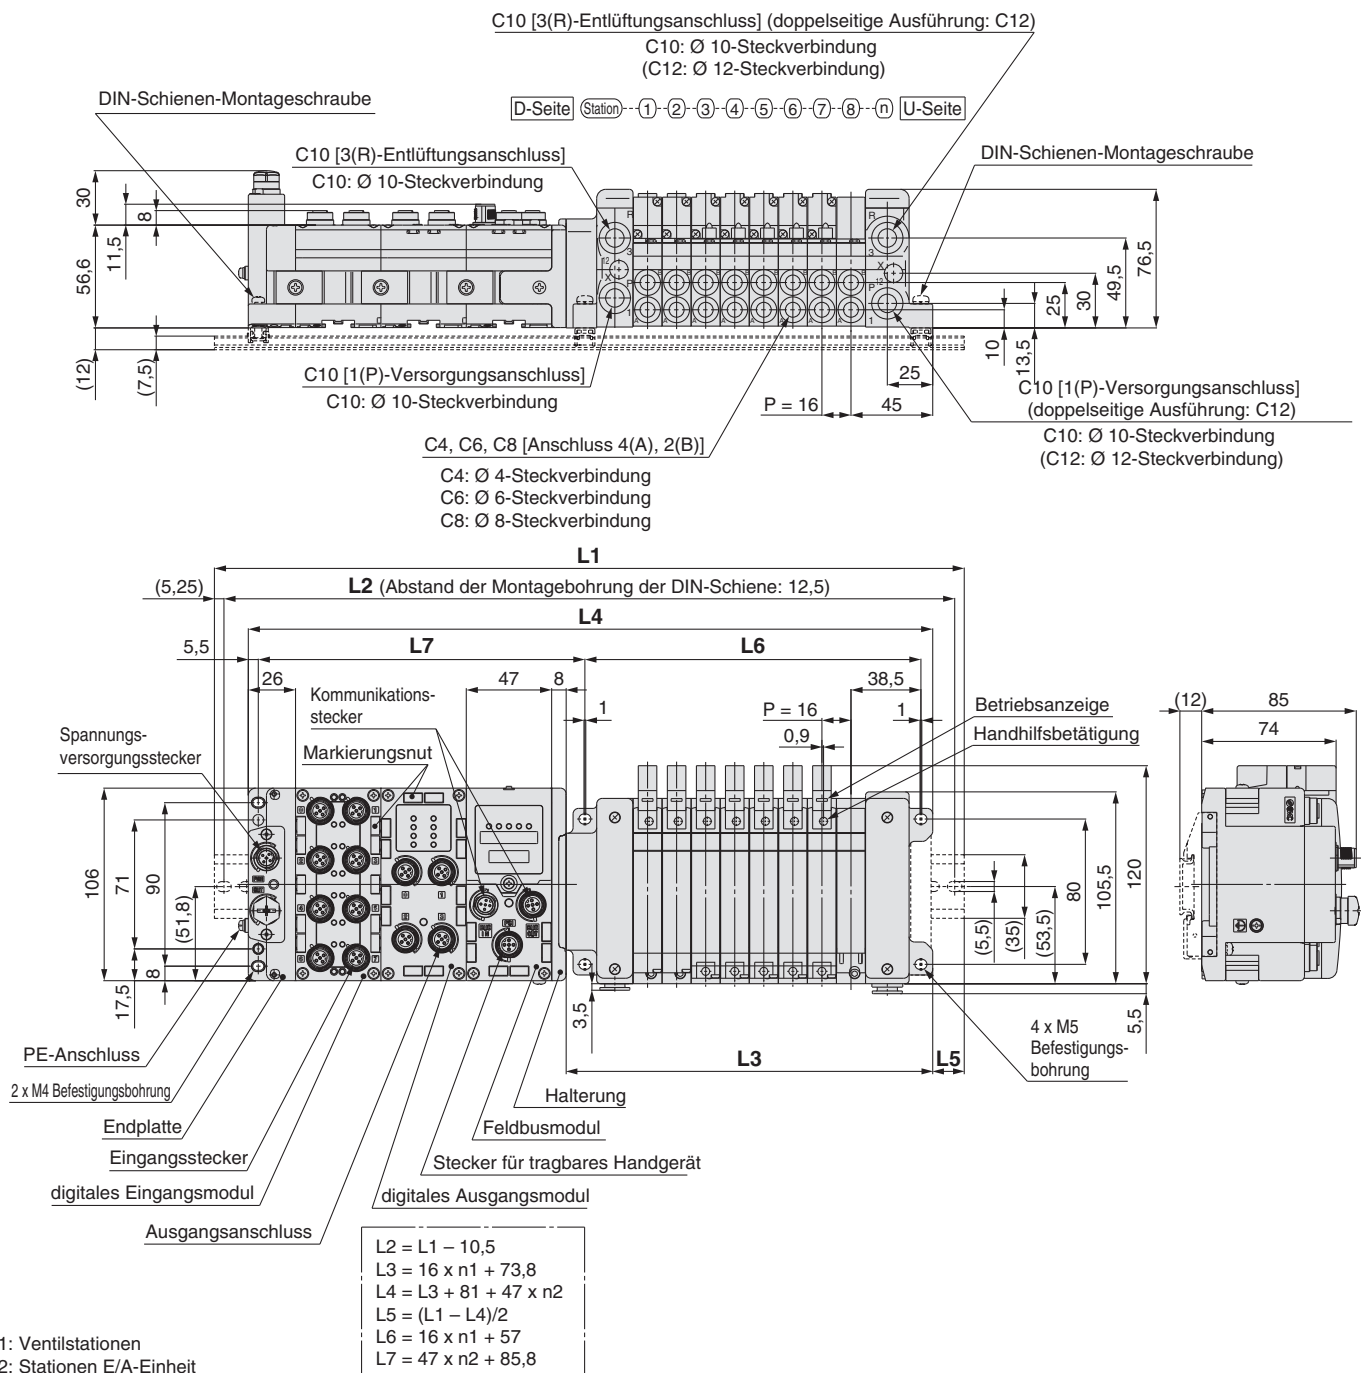 C10 [3(R)-Entlüftungsanschluss] (doppelseitige Ausführung: C12)
C10: Ø 10-Steckverbindung
(C12: Ø 12-Steckverbindung)
DIN-Schienen-Montageschraube
D-Seite Station 1 2 3 4 5 6 7 8 n U-Seite
C10 [3(R)-Entlüftungsanschluss]
C10: Ø 10-Steckverbindung
DIN-Schienen-Montageschraube
30
8
11,5
56,6
(12)
(7,5)
R
3
12
X
P
1
R
3
X
12
P
1
76,5
49,5
30
25
13,5
10
25
45
P = 16
C10 [1(P)-Versorgungsanschluss]
C10: Ø 10-Steckverbindung
C10 [1(P)-Versorgungsanschluss]
(doppelseitige Ausführung: C12)
C10: Ø 10-Steckverbindung
(C12: Ø 12-Steckverbindung)
C4, C6, C8 [Anschluss 4(A), 2(B)]
C4: Ø 4-Steckverbindung
C6: Ø 6-Steckverbindung
C8: Ø 8-Steckverbindung
L1
(5,25)
L2 (Abstand der Montagebohrung der DIN-Schiene: 12,5)
L4
5,5
L7
L6
26
Kommunikations-
stecker
47
8
1
38,5
P = 16
1
0,9
Betriebsanzeige
Handhilfsbetätigung
(12)
85
74
Spannungs-
versorgungsstecker
Markierungsnut
106
71
90
(51,8)
17,5
8
3,5
(5,5)
(35)
(53,5)
80
105,5
120
5,5
L3
L5
4 x M5
Befestigungs-
bohrung
PE-Anschluss
2 x M4 Befestigungsbohrung
Endplatte
Eingangsstecker
digitales Eingangsmodul
Ausgangsanschluss
Halterung
Feldbusmodul
Stecker für tragbares Handgerät
digitales Ausgangsmodul
L2 = L1 – 10,5
L3 = 16 x n1 + 73,8
L4 = L3 + 81 + 47 x n2
L5 = (L1 – L4)/2
L6 = 16 x n1 + 57
L7 = 47 x n2 + 85,8
1: Ventilstationen
2: Stationen E/A-Einheit